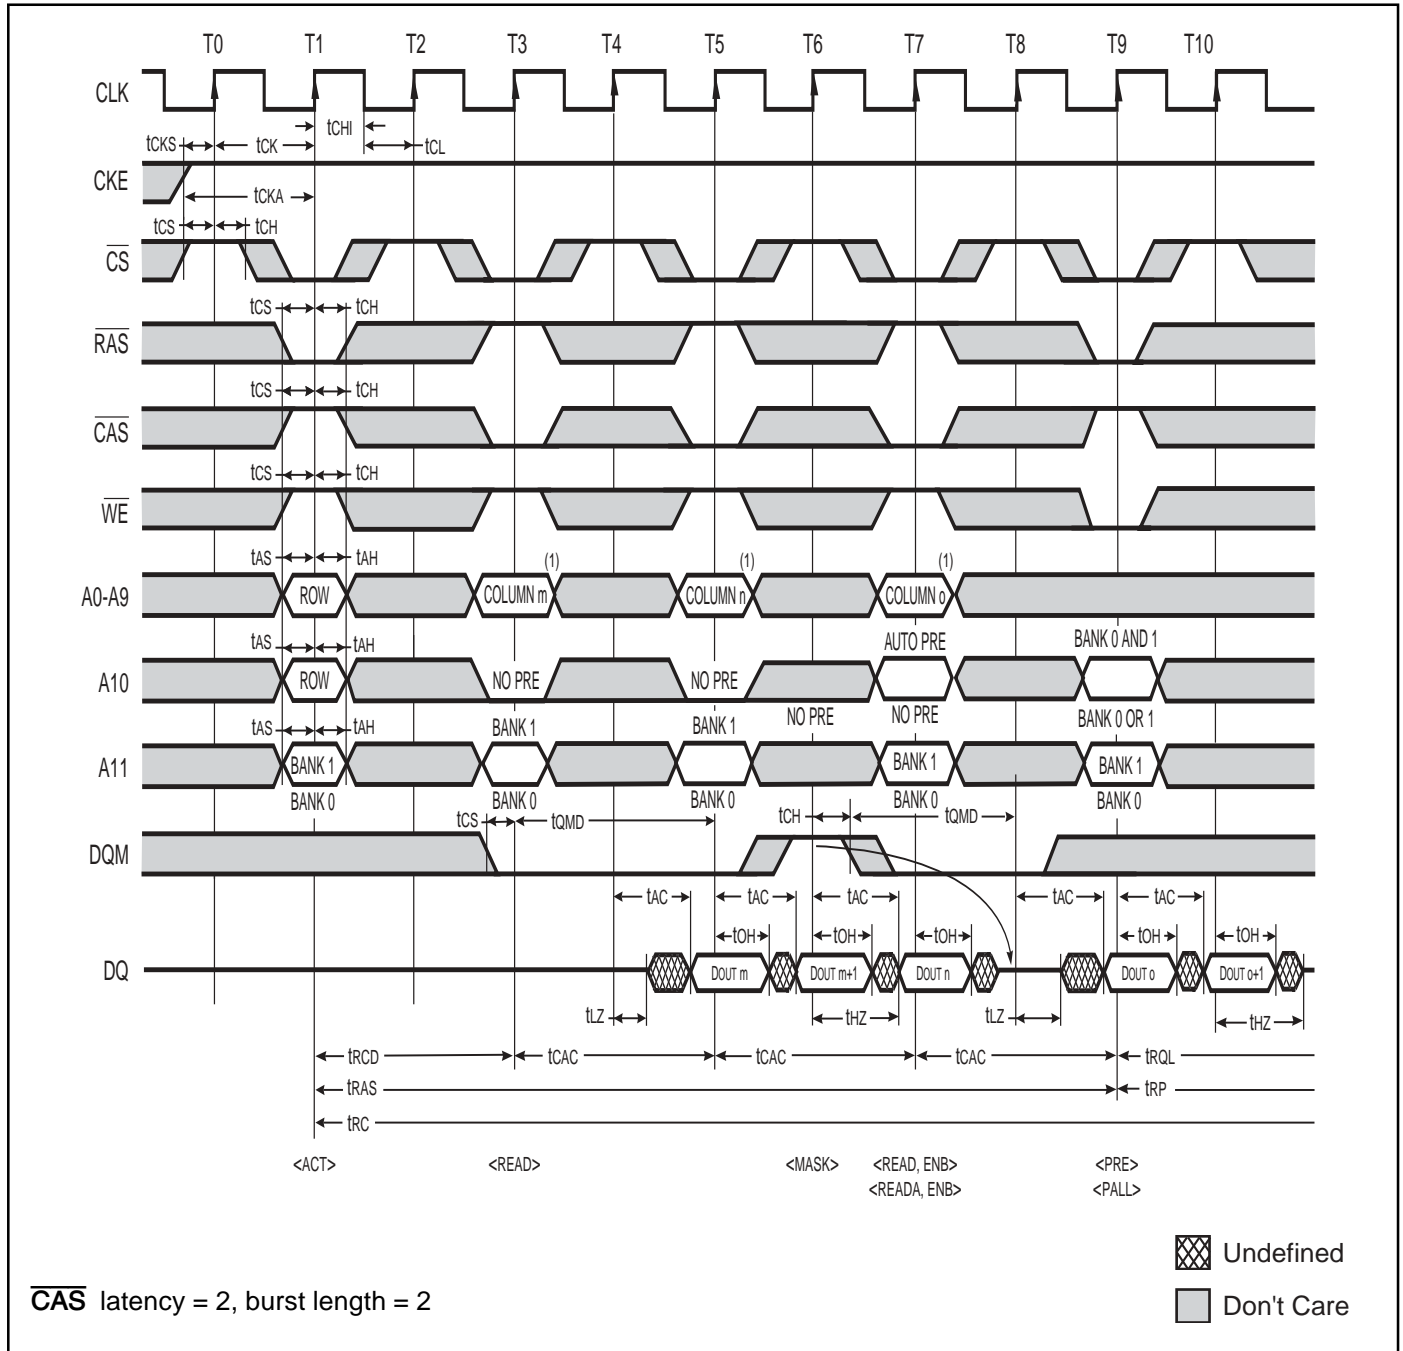 T0 T1 T2 T3 T4 T5 T6 T7 T8 T9 T10
CLK
tCHI
tCKS tCK tCL
CKE
tCKA
tCS tCH
CS
tCS tCH
RAS
tCS tCH
CAS
tCS tCH
WE
tAS tAH (1) (1) (1)
A0-A9 ROW COLUMN m COLUMN n COLUMN o
tAS tAH AUTO PRE BANK 0 AND 1
A10 ROW NO PRE NO PRE
NO PRE NO PRE BANK 0 OR 1
tAS tAH BANK 1 BANK 1
A11 BANK 1 BANK 1 BANK 1
BANK 0 BANK 0 BANK 0 BANK 0 BANK 0
tCS tQMD tCH tQMD
DQM
tAC tAC tAC tAC tAC
tOH tOH tOH tOH tOH
DQ DOUT m DOUT m+1 DOUT n DOUT o DOUT o+1
tLZ tHZ tLZ tHZ
tRCD tCAC tCAC tCAC tRQL
tRAS tRP
tRC
<ACT> <READ> <MASK> <READ, ENB> <PRE>
<READA, ENB> <PALL>
Undefined
Don't Care
CAS latency = 2, burst length = 2